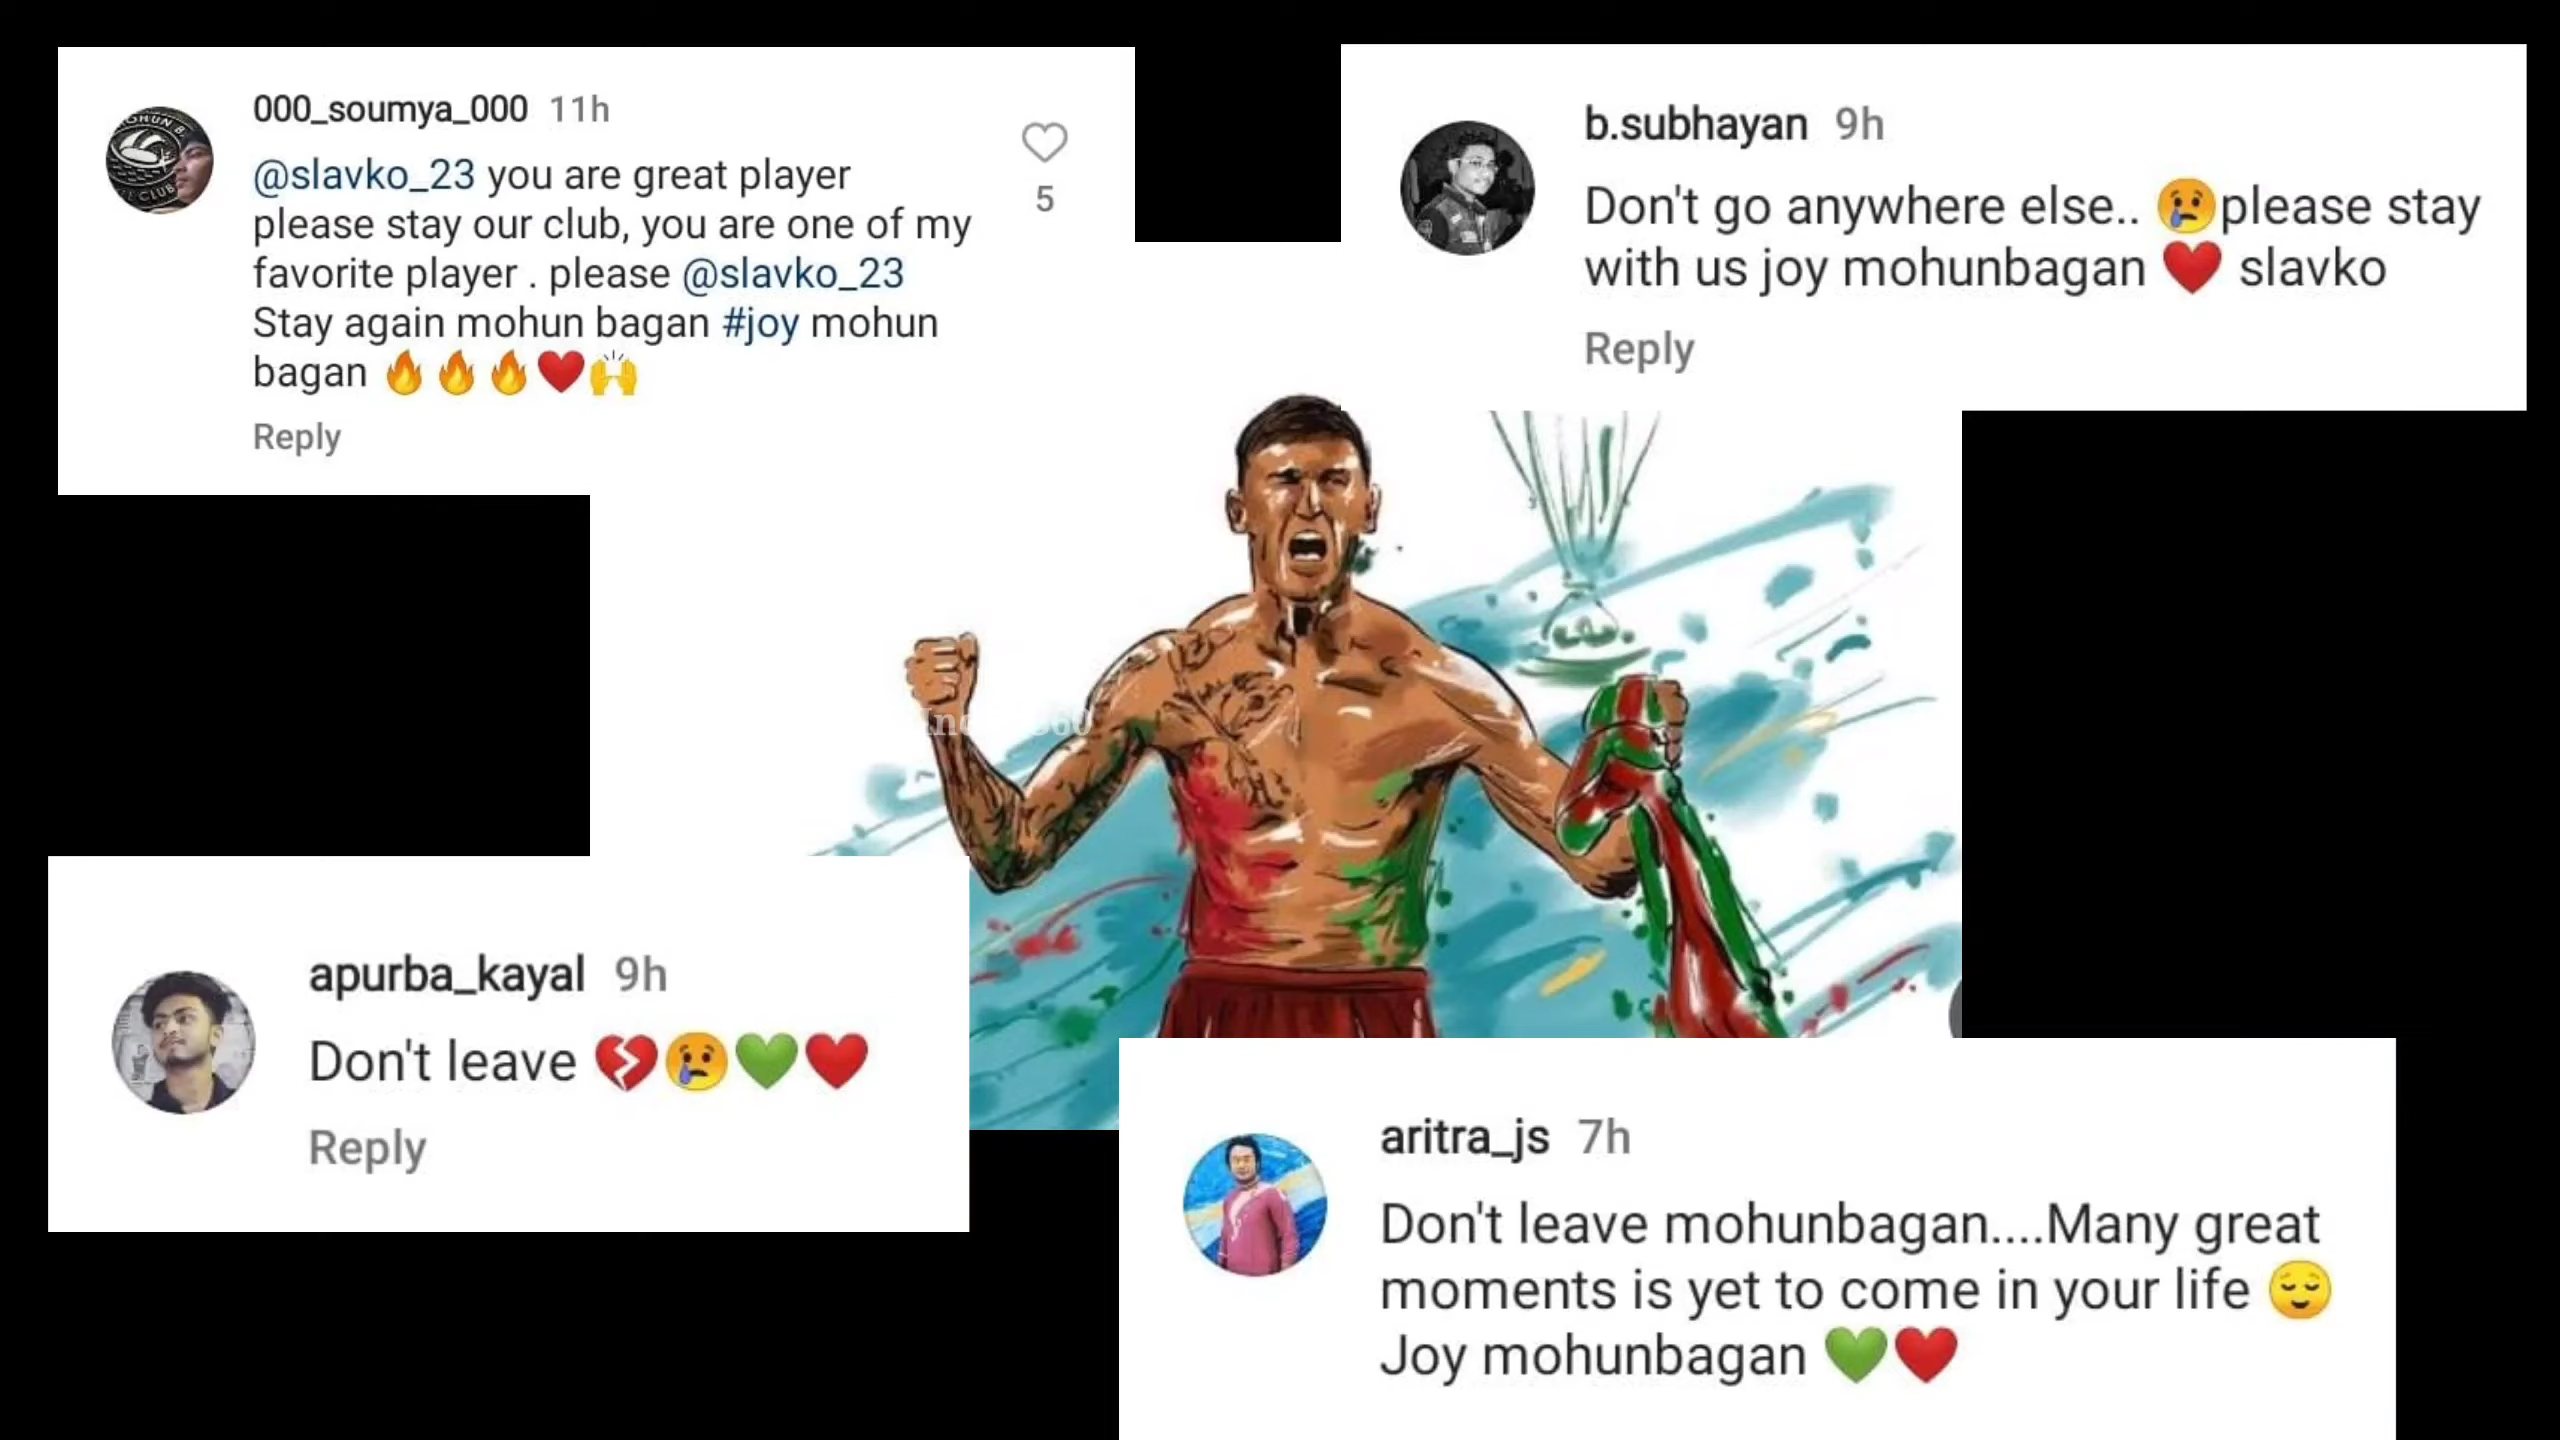 000_soumya_000 11h
@slavko_23 you are great player
please stay our club, you are one of my
favorite player . please @slavko_23
Stay again mohun bagan #joy mohun
bagan 🔥🔥🔥❤️🙌
Reply
5
b.subhayan 9h
Don't go anywhere else.. 😢please stay
with us joy mohunbagan ❤️ slavko
Reply
apurba_kayal 9h
Don't leave 💔😢💚❤️
Reply
aritra_js 7h
Don't leave mohunbagan....Many great
moments is yet to come in your life 😌
Joy mohunbagan 💚❤️